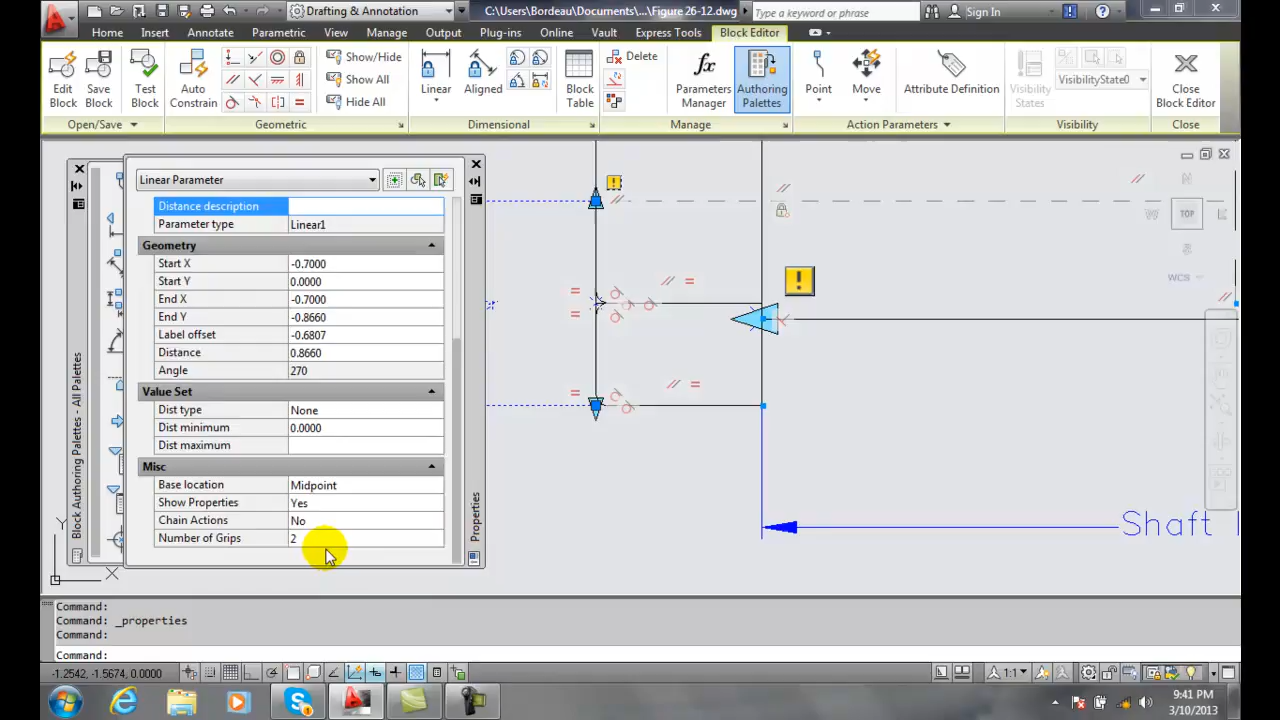 Drafting & Annotation
C:\Users\Bordeau\Documents\...\Figure 26-12.dwg
Type a keyword or phrase
Sign In
Home Insert Annotate Parametric View Manage Output Plug-ins Online Vault Express Tools Block Editor
Edit Block
Save Block
Test Block
Auto Constrain
Show/Hide
Show All
Hide All
Linear
Aligned
Block Table
Delete
Parameters Manager
Authoring Palettes
Point
Move
Attribute Definition
Visibility States
VisibilityState0
Close Block Editor
Open/Save Geometric Dimensional Manage Action Parameters Visibility Close
Linear Parameter
Distance description
Parameter type Linear1
Geometry
Start X -0.7000
Start Y 0.0000
End X -0.7000
End Y -0.8660
Label offset -0.6807
Distance 0.8660
Angle 270
Value Set
Dist type None
Dist minimum 0.0000
Dist maximum
Misc
Base location Midpoint
Show Properties Yes
Chain Actions No
Number of Grips 2
Block Authoring Palettes - All Palettes
Properties
N
W TOP
S
WCS
Shaft
Y
X
Command:
Command: _properties
Command:
Command:
-1.2542, -1.5674, 0.0000
1:1
9:41 PM
3/10/2013